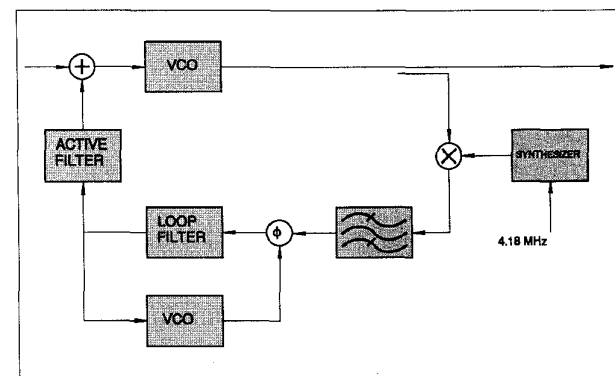 +
VCO
ACTIVE
FILTER
×
SYNTHESIZER
LOOP
FILTER
ϕ
4.18 MHz
VCO